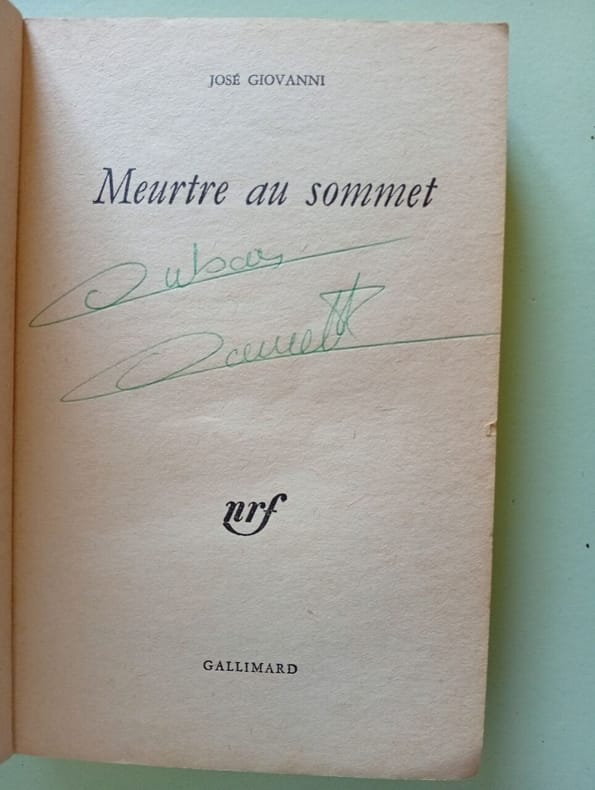 JOSÉ GIOVANNI
Meurtre au sommet
nrf
GALLIMARD